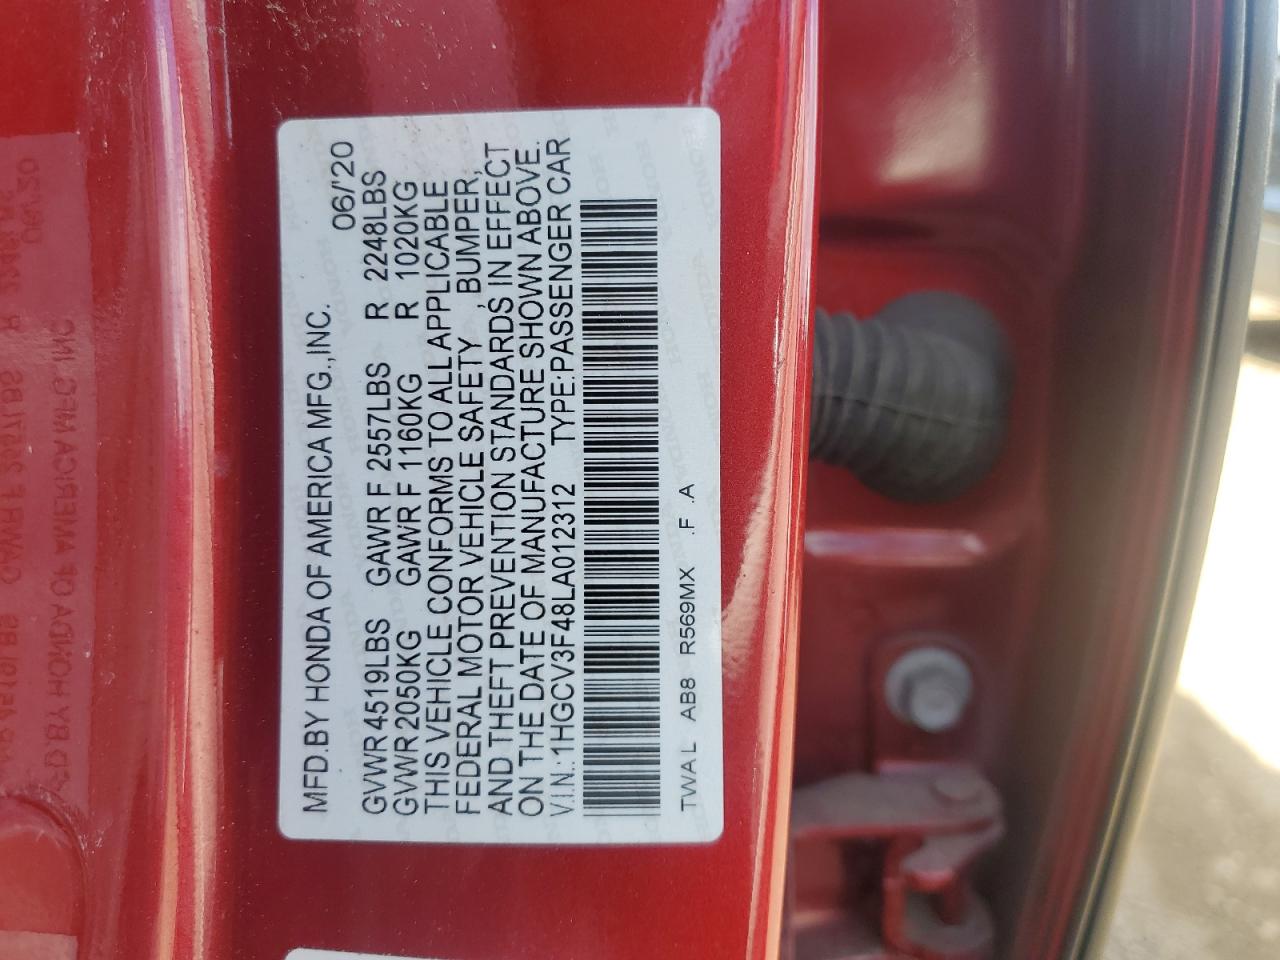 MFD.BY HONDA OF AMERICA MFG.,INC. 06/'20
GVWR 4519LBS GAWR F 2557LBS R 2248LBS
GVWR 2050KG GAWR F 1160KG R 1020KG
THIS VEHICLE CONFORMS TO ALL APPLICABLE
FEDERAL MOTOR VEHICLE SAFETY , BUMPER,
AND THEFT PREVENTION STANDARDS IN EFFECT
ON THE DATE OF MANUFACTURE SHOWN ABOVE.
V.I.N.:1HGCV3F48LA012312 TYPE:PASSENGER CAR
TWAL AB8 R569MX .F .A